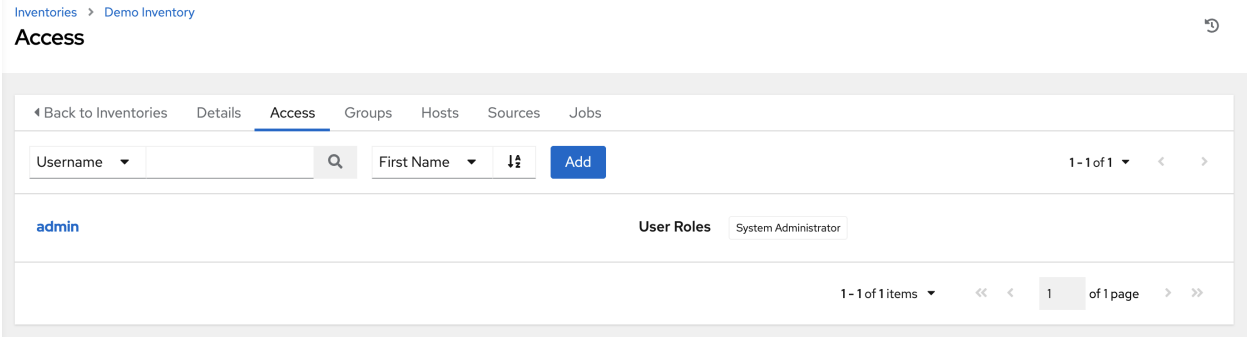 Inventories > Demo Inventory
Access
Back to Inventories Details Access Groups Hosts Sources Jobs
Username First Name Add 1 - 1 of 1
admin User Roles System Administrator
1 - 1 of 1 items 1 of 1 page